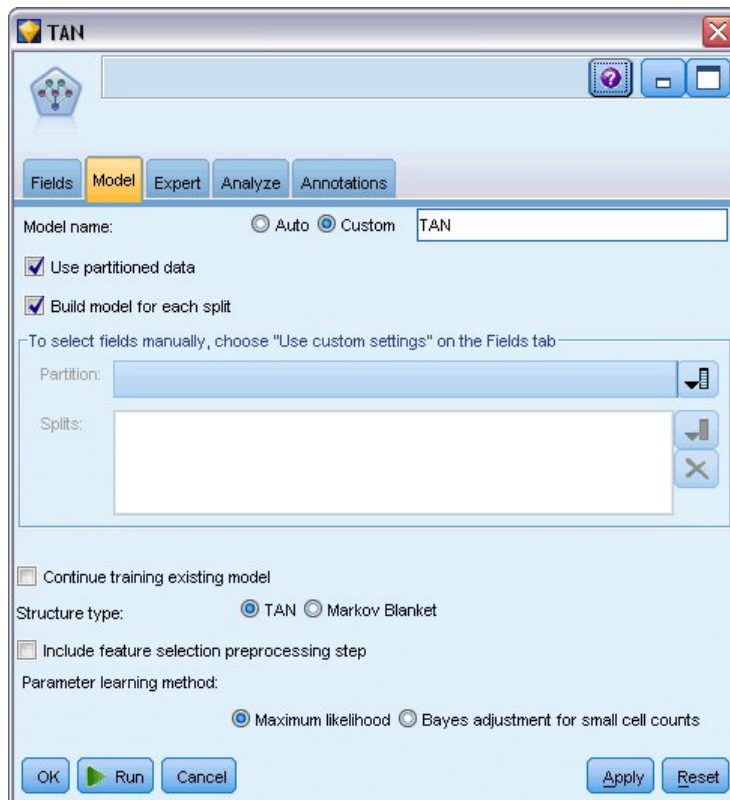 TAN
Fields Model Expert Analyze Annotations
Model name: Auto Custom TAN
Use partitioned data
Build model for each split
To select fields manually, choose "Use custom settings" on the Fields tab
Partition:
Splits:
Continue training existing model
Structure type: TAN Markov Blanket
Include feature selection preprocessing step
Parameter learning method:
Maximum likelihood Bayes adjustment for small cell counts
OK Run Cancel Apply Reset